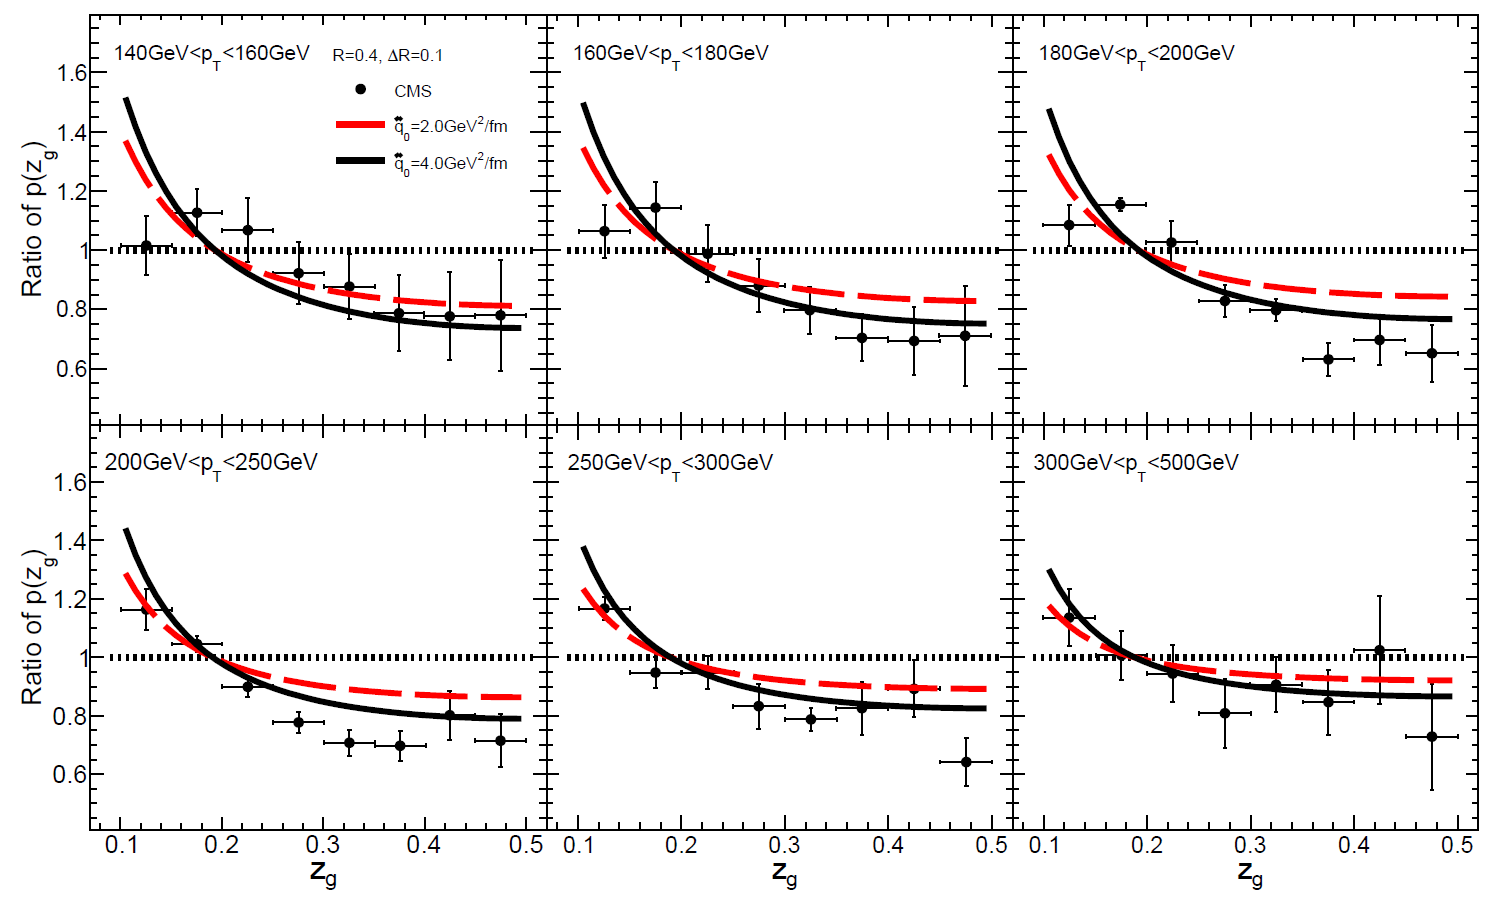 140GeV<p_T<160GeV
R=0.4, ΔR=0.1
CMS
q̂_0=2.0GeV²/fm
q̂_0=4.0GeV²/fm
160GeV<p_T<180GeV
180GeV<p_T<200GeV
Ratio of p(z_g)
1.6
1.4
1.2
1
0.8
0.6
200GeV<p_T<250GeV
250GeV<p_T<300GeV
300GeV<p_T<500GeV
Ratio of p(z_g)
1.6
1.4
1.2
1
0.8
0.6
0.1 0.2 0.3 0.4 0.5 0.1 0.2 0.3 0.4 0.5 0.1 0.2 0.3 0.4 0.5
z_g z_g z_g